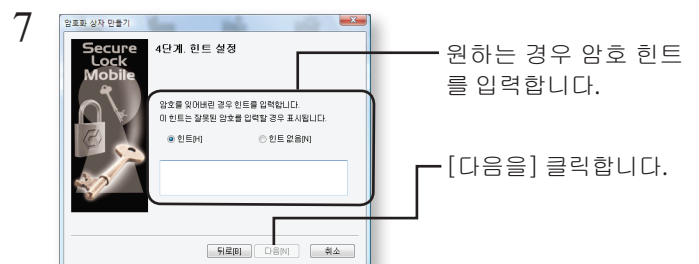 7
암호화 상자 만들기
Secure
Lock
Mobile
4단계. 힌트 설정
암호를 잊어버린 경우 힌트를 입력합니다.
이 힌트는 잘못된 암호를 입력할 경우 표시됩니다.
힌트[H] 힌트 없음[N]
뒤로[B] 다음[N] 취소
원하는 경우 암호 힌트
를 입력합니다.
[다음을] 클릭합니다.